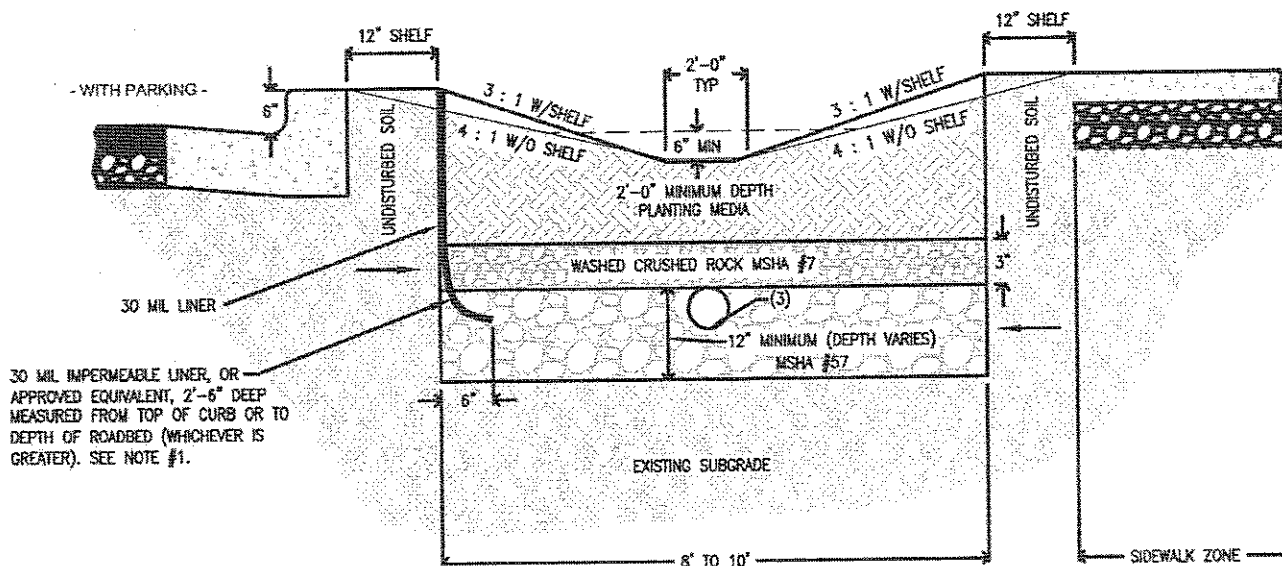 12" SHELF
12" SHELF
2'-0"
TYP
- WITH PARKING -
6"
3 : 1 W/SHELF
3 : 1 W/SHELF
4 : 1 W/O SHELF
4 : 1 W/O SHELF
6" MIN
UNDISTURBED SOIL
UNDISTURBED SOIL
2'-0" MINIMUM DEPTH
PLANTING MEDIA
WASHED CRUSHED ROCK MSHA #7
3"
30 MIL LINER
(3)
12" MINIMUM (DEPTH VARIES)
MSHA #57
30 MIL IMPERMEABLE LINER, OR
APPROVED EQUIVALENT, 2'-6" DEEP
MEASURED FROM TOP OF CURB OR TO
DEPTH OF ROADBED (WHICHEVER IS
GREATER). SEE NOTE #1.
6"
EXISTING SUBGRADE
8' TO 10'
SIDEWALK ZONE